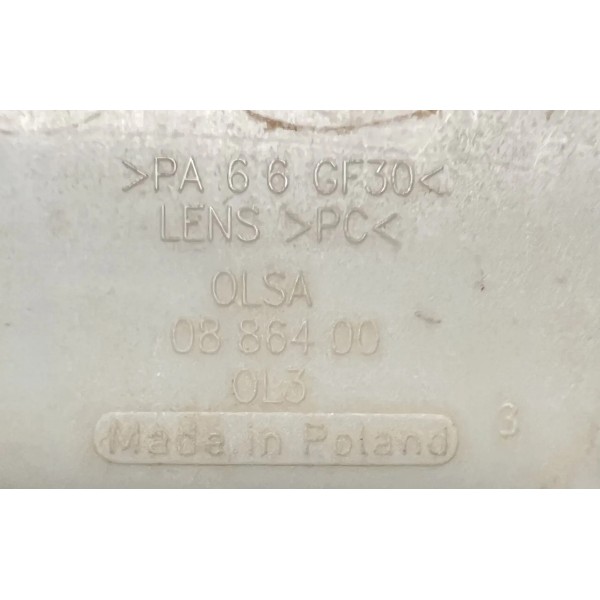 >PA 6 6 GF30<
LENS >PC<
OLSA
08 864 00
OL3
Made in Poland
3